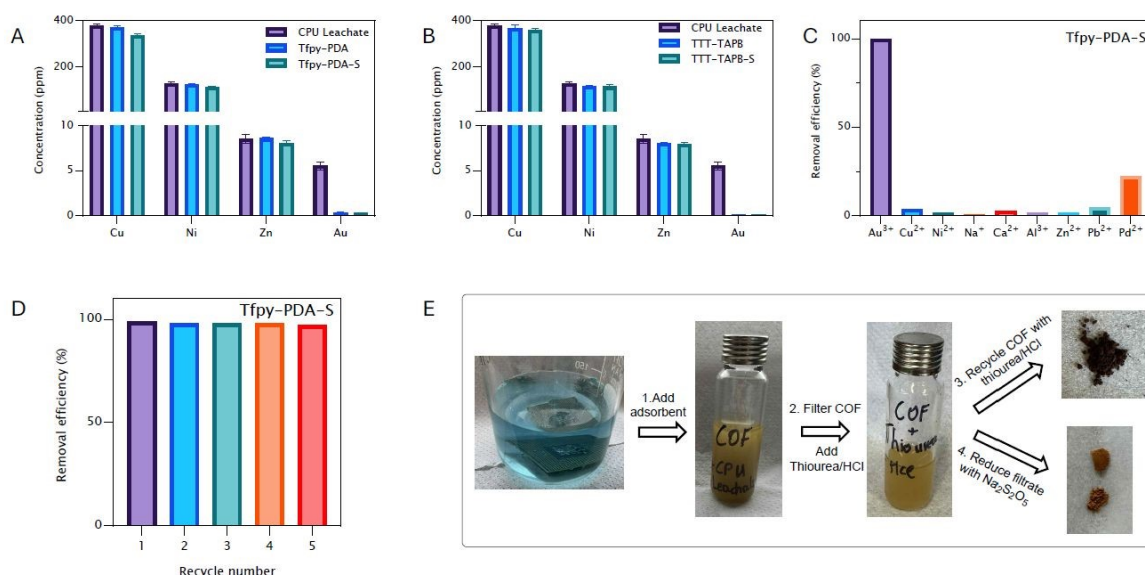 A
Concentration (ppm)
400
200
10
5
0
CPU Leachate
Tfpy-PDA
Tfpy-PDA-S
Cu Ni Zn Au
B
Concentration (ppm)
400
200
10
5
0
CPU Leachate
TTT-TAPB
TTT-TAPB-S
Cu Ni Zn Au
C
Tfpy-PDA-S
Removal efficiency (%)
100
50
0
Au³⁺ Cu²⁺ Ni²⁺ Na⁺ Ca²⁺ Al³⁺ Zn²⁺ Pb²⁺ Pd²⁺
D
Tfpy-PDA-S
Removal efficiency (%)
100
50
0
1 2 3 4 5
Recycle number
E
1.Add
adsorbent
COF
CPU
Leachate
2. Filter COF
Add
Thiourea/HCl
COF
+
Thiourea
3. Recycle COF with
thiourea/HCl
4. Reduce filtrate
with Na₂S₂O₅